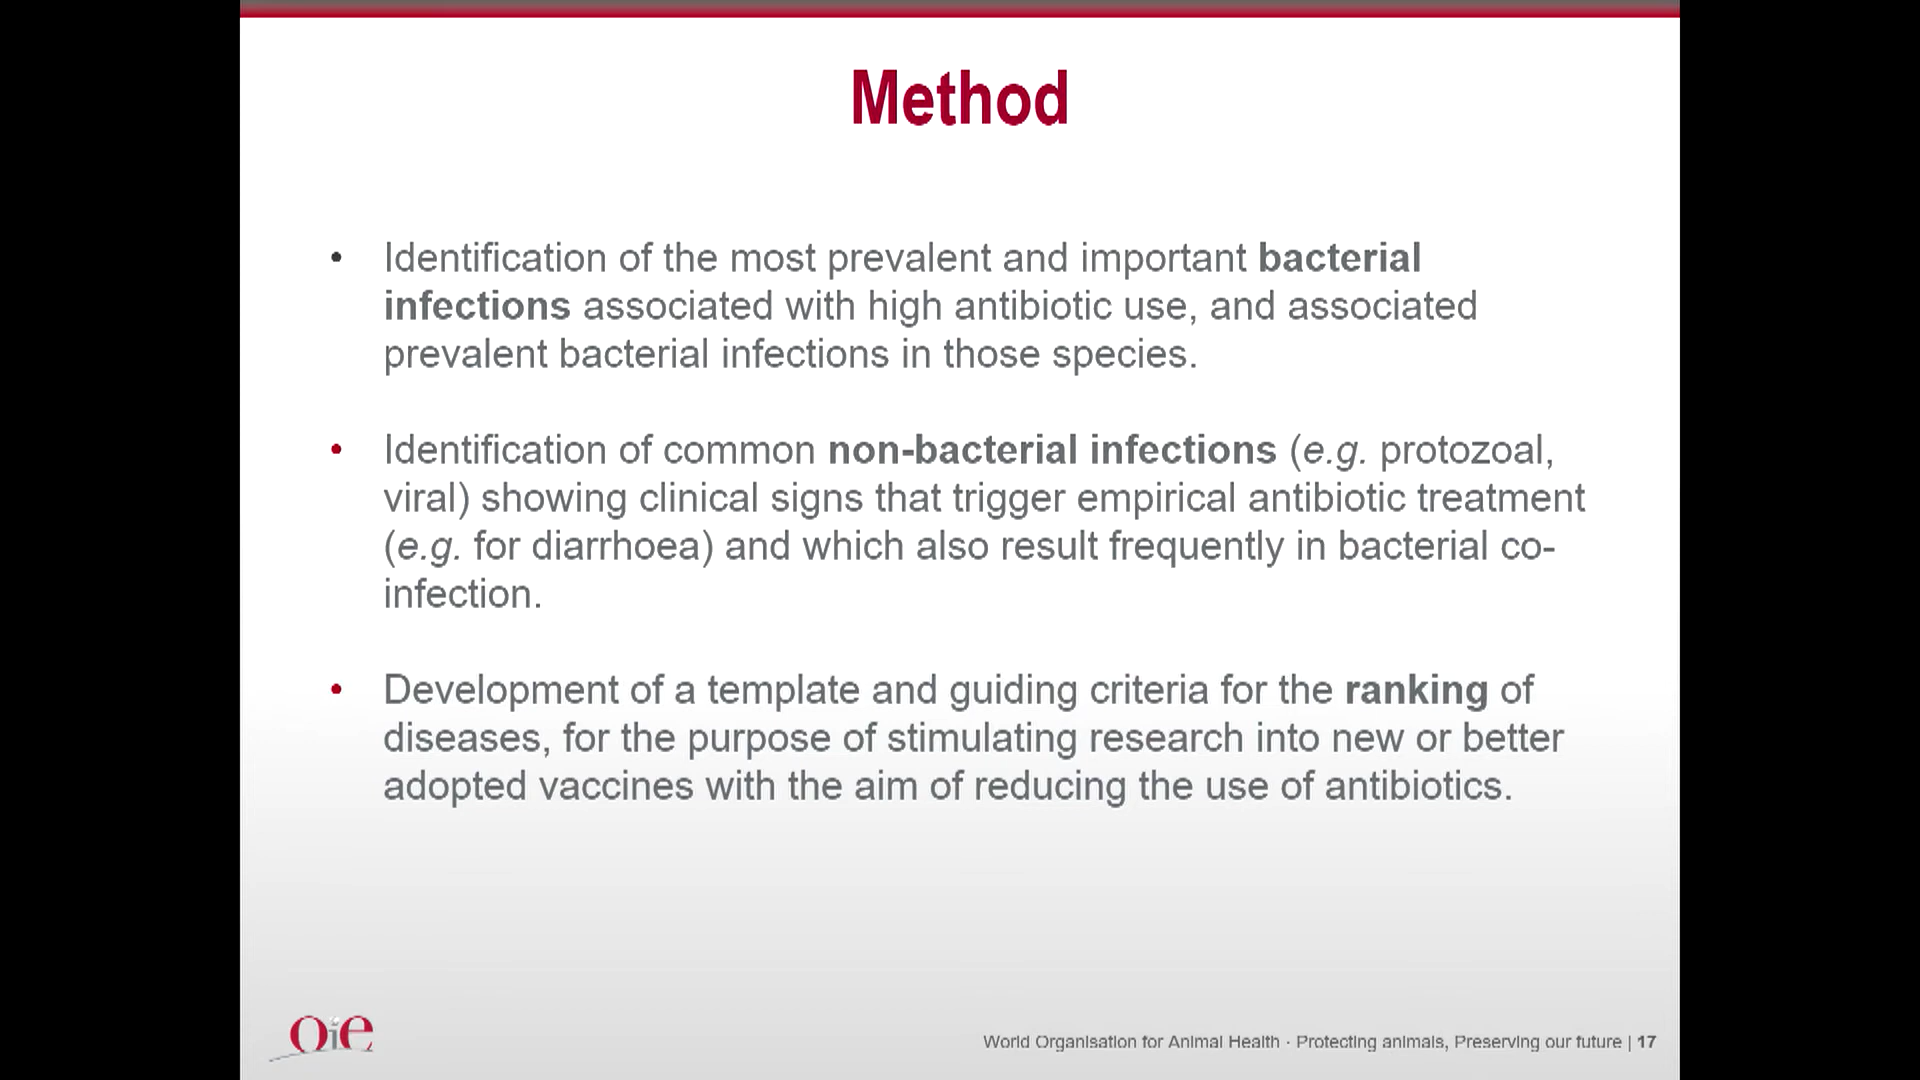 Method
• Identification of the most prevalent and important bacterial
infections associated with high antibiotic use, and associated
prevalent bacterial infections in those species.
• Identification of common non-bacterial infections (e.g. protozoal,
viral) showing clinical signs that trigger empirical antibiotic treatment
(e.g. for diarrhoea) and which also result frequently in bacterial co-
infection.
• Development of a template and guiding criteria for the ranking of
diseases, for the purpose of stimulating research into new or better
adopted vaccines with the aim of reducing the use of antibiotics.
oie
World Organisation for Animal Health · Protecting animals, Preserving our future | 17